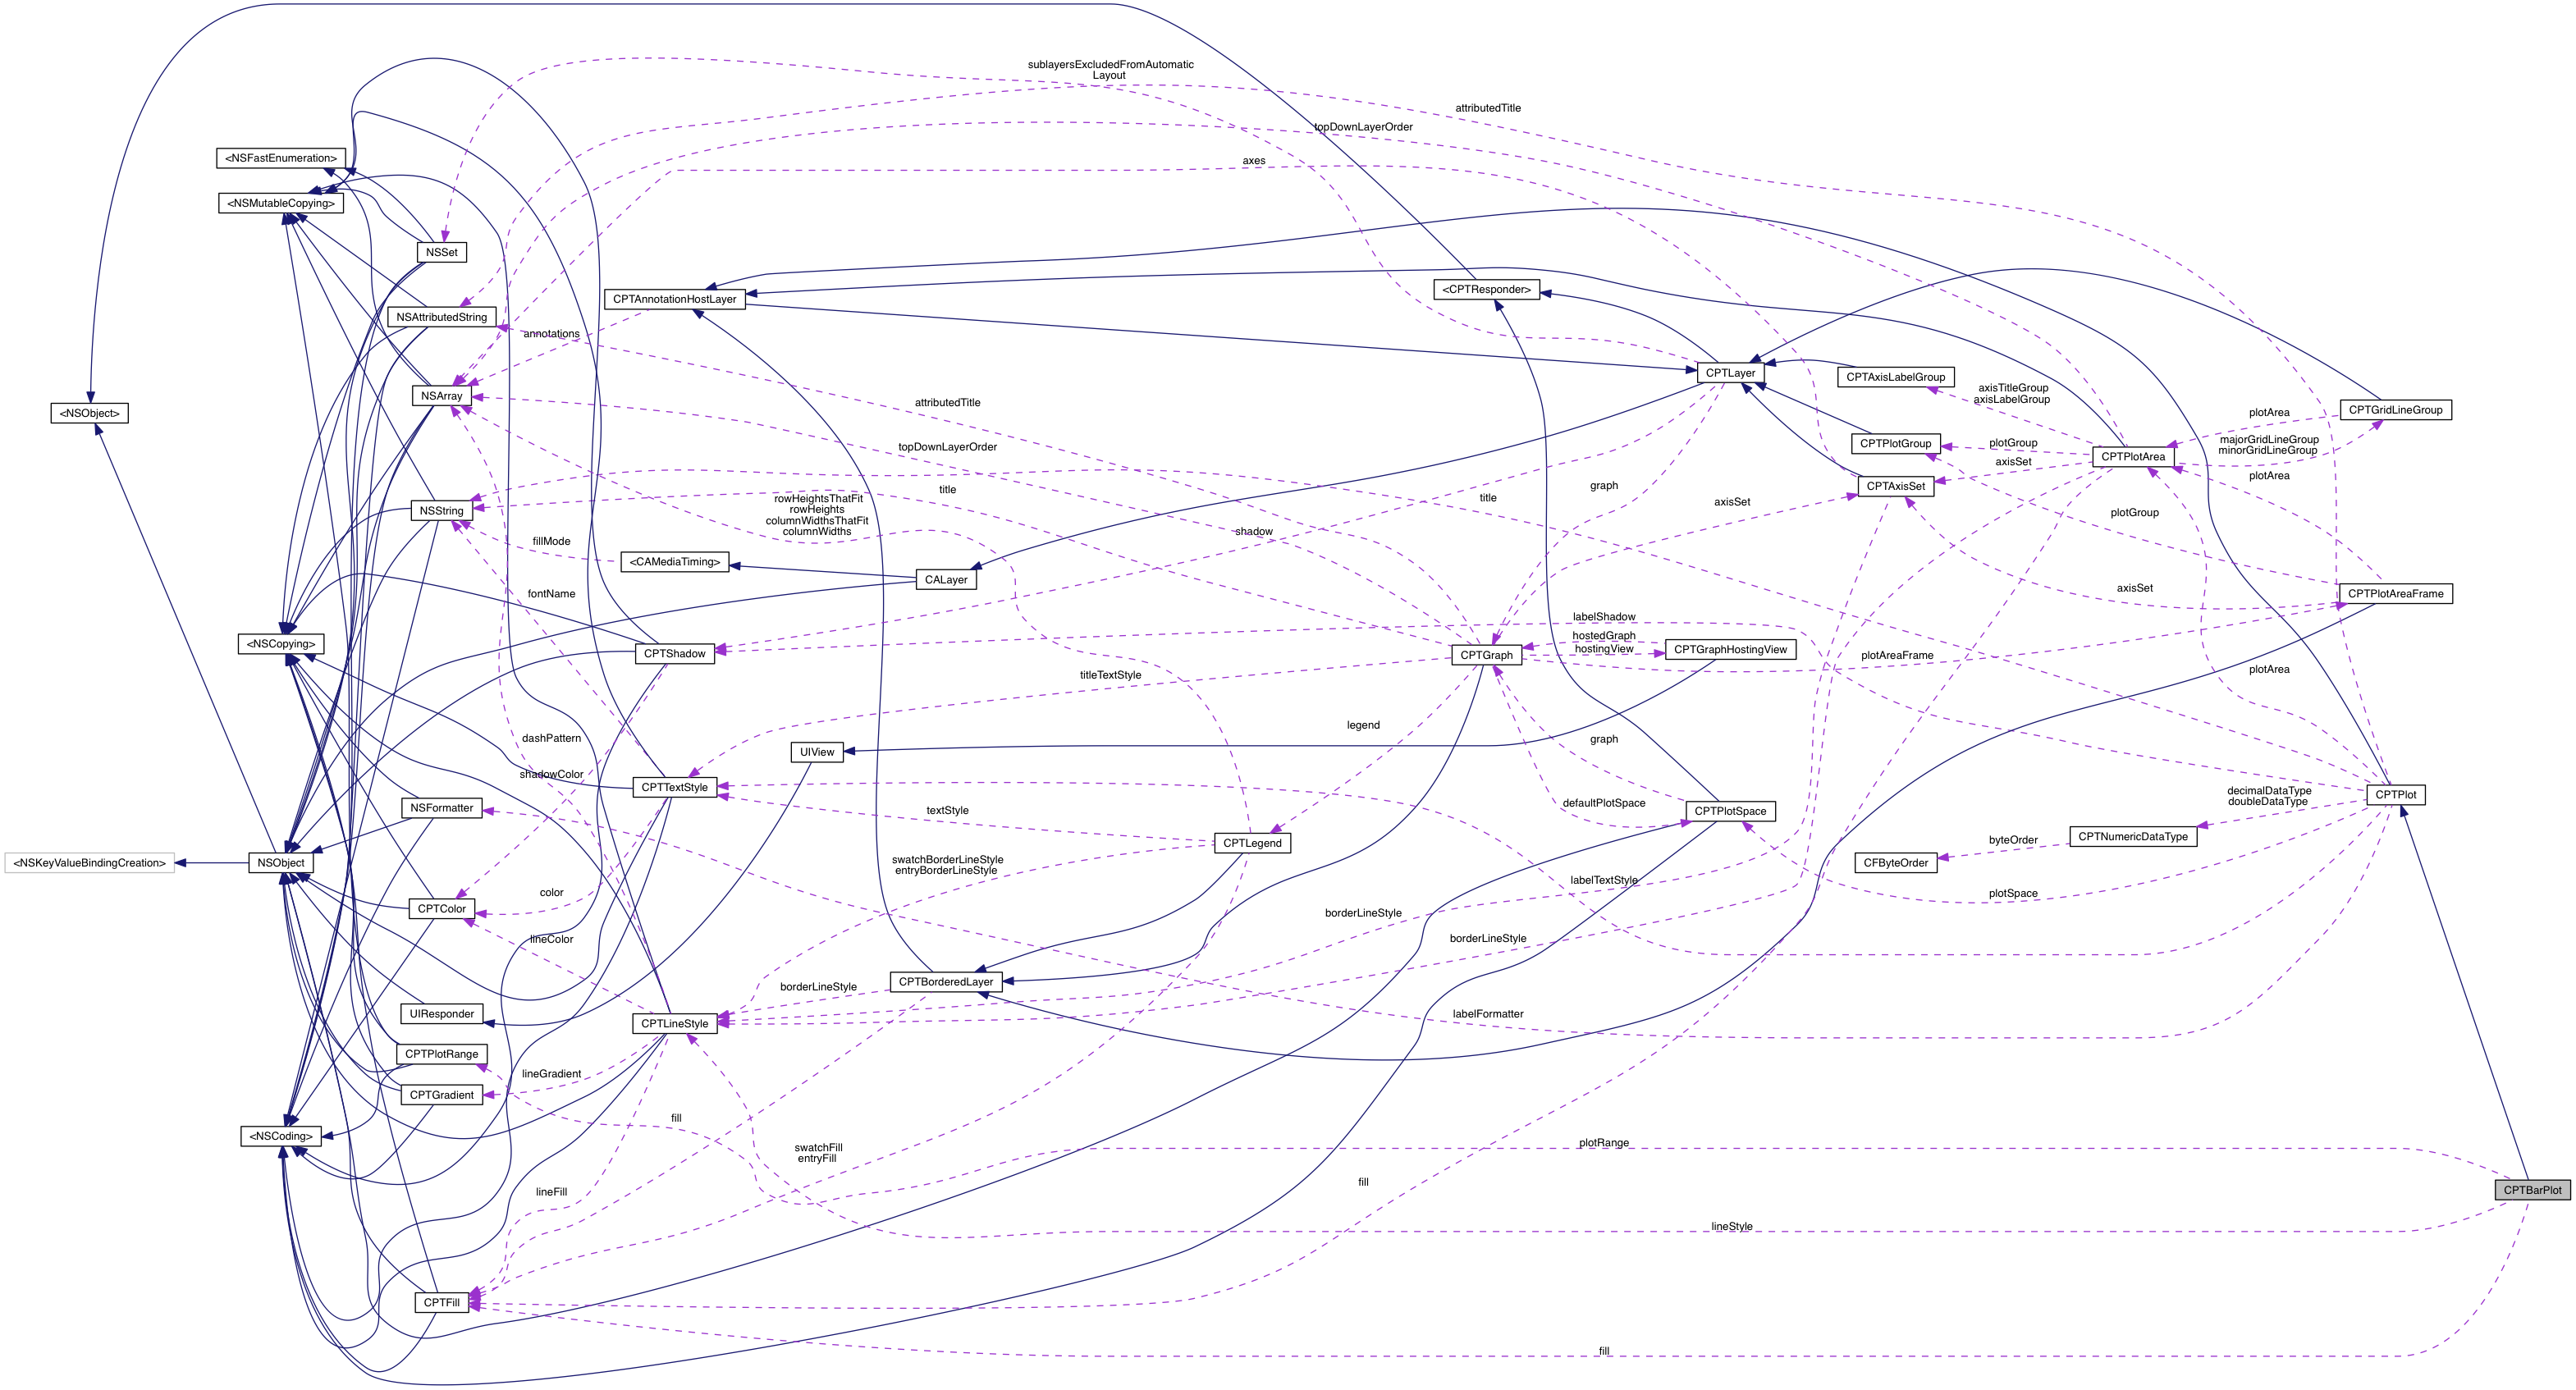 sublayersExcludedFromAutomatic
Layout
attributedTitle
topDownLayerOrder
<NSFastEnumeration>
axes
<NSMutableCopying>
NSSet
<CPTResponder>
CPTAnnotationHostLayer
NSAttributedString
annotations
CPTLayer
CPTAxisLabelGroup
axisTitleGroup
axisLabelGroup
NSArray
attributedTitle
<NSObject>
CPTGridLineGroup
plotArea
CPTPlotGroup
plotGroup
majorGridLineGroup
minorGridLineGroup
topDownLayerOrder
CPTPlotArea
axisSet
plotArea
graph
CPTAxisSet
title
rowHeightsThatFit
rowHeights
columnWidthsThatFit
columnWidths
title
axisSet
NSString
plotGroup
shadow
fillMode
<CAMediaTiming>
CALayer
fontName
axisSet
CPTPlotAreaFrame
labelShadow
<NSCopying>
CPTShadow
hostedGraph
hostingView
CPTGraphHostingView
CPTGraph
plotAreaFrame
plotArea
titleTextStyle
legend
dashPattern
UIView
graph
shadowColor
CPTTextStyle
decimalDataType
doubleDataType
CPTPlot
NSFormatter
textStyle
defaultPlotSpace
CPTPlotSpace
CPTLegend
CPTNumericDataType
byteOrder
<NSKeyValueBindingCreation>
NSObject
swatchBorderLineStyle
entryBorderLineStyle
CFByteOrder
labelTextStyle
color
plotSpace
CPTColor
borderLineStyle
lineColor
borderLineStyle
CPTBorderedLayer
borderLineStyle
UIResponder
CPTLineStyle
labelFormatter
CPTPlotRange
lineGradient
CPTGradient
fill
<NSCoding>
swatchFill
entryFill
plotRange
fill
lineFill
CPTBarPlot
lineStyle
CPTFill
fill